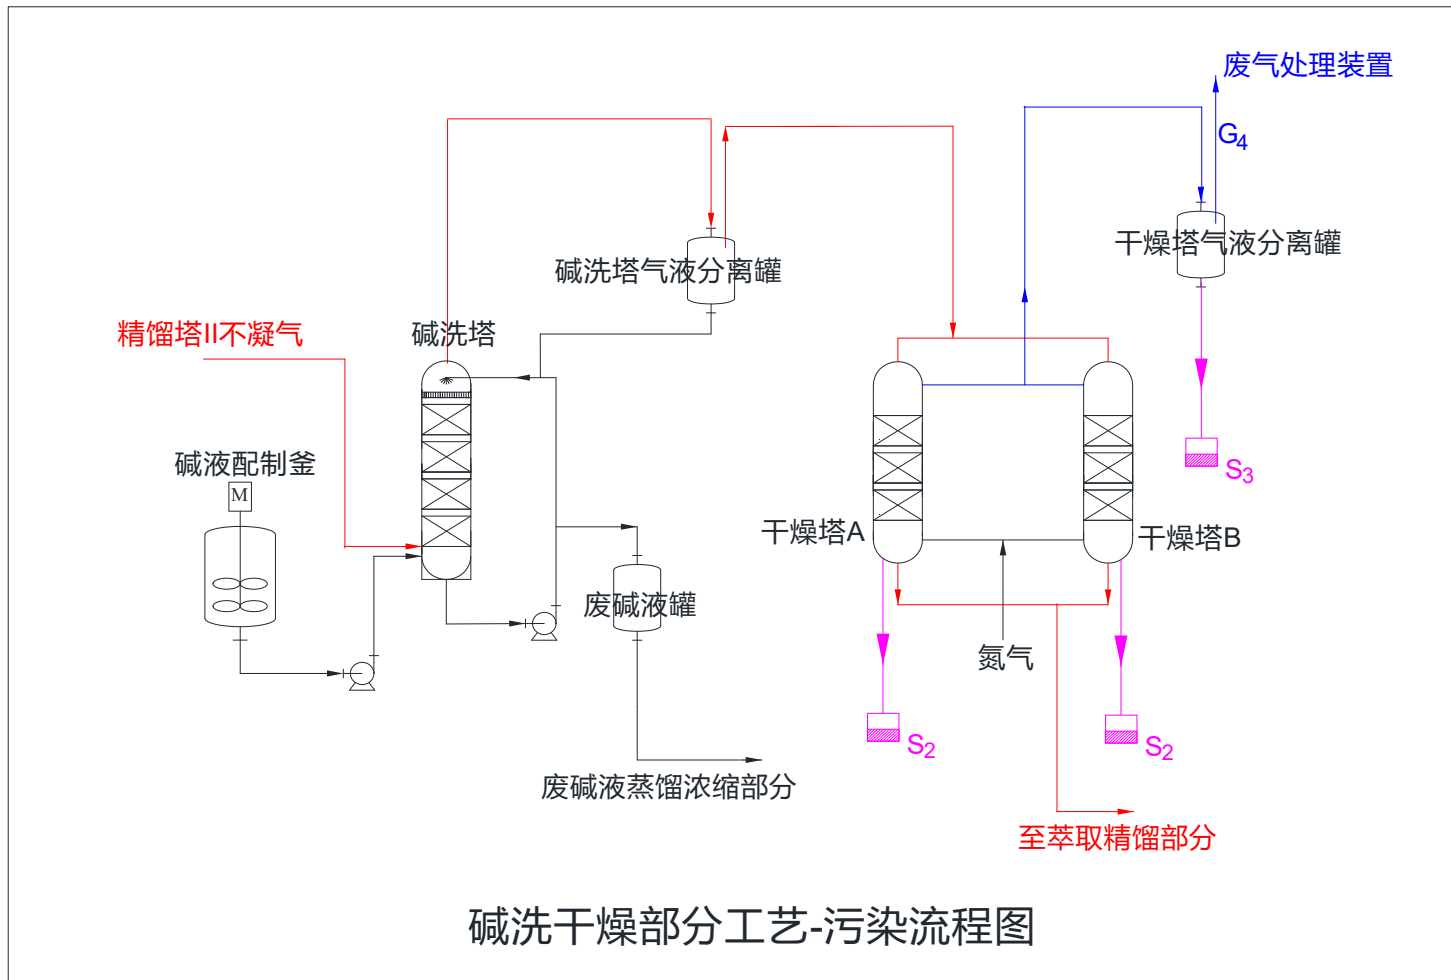 废气处理装置
G4
干燥塔气液分离罐
碱洗塔气液分离罐
精馏塔II不凝气
碱洗塔
碱液配制釜
M
S3
干燥塔A
干燥塔B
废碱液罐
氮气
S2
S2
废碱液蒸馏浓缩部分
至萃取精馏部分
碱洗干燥部分工艺-污染流程图